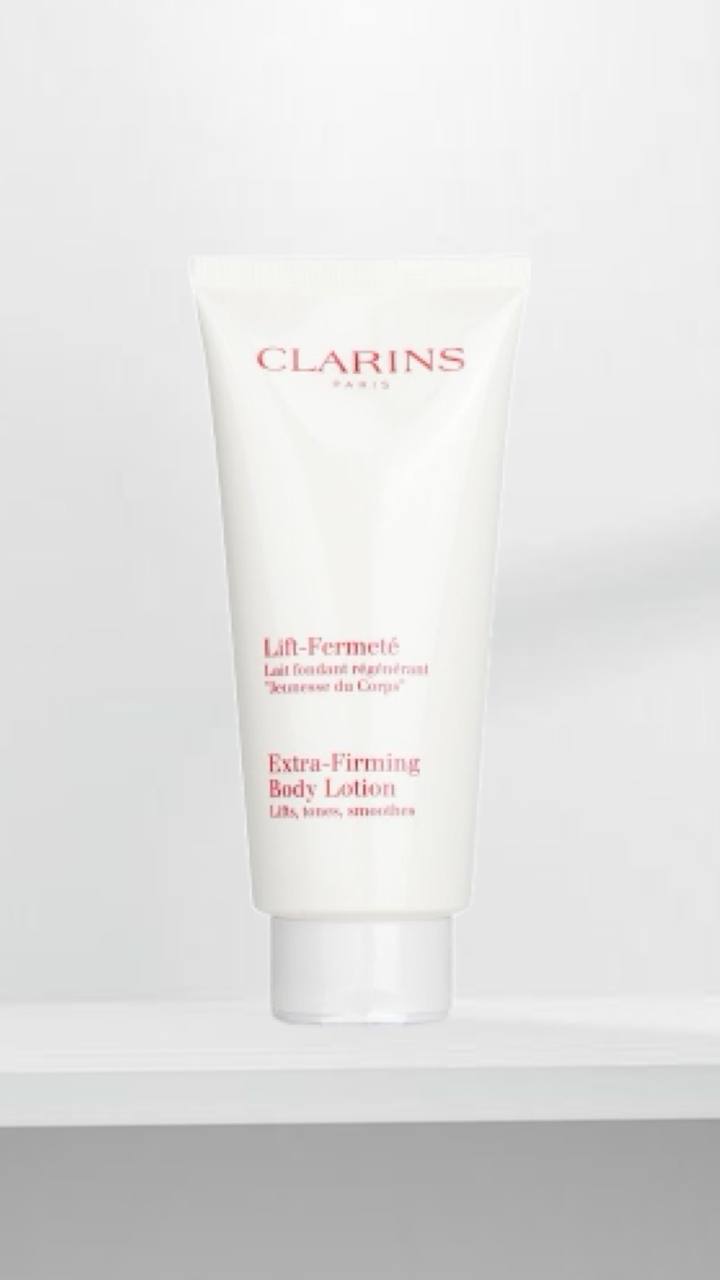 CLARINS
PARIS
Lift-Fermeté
Lait fondant régénérant
"Jeunesse du Corps"
Extra-Firming
Body Lotion
Lifts, tones, smoothes